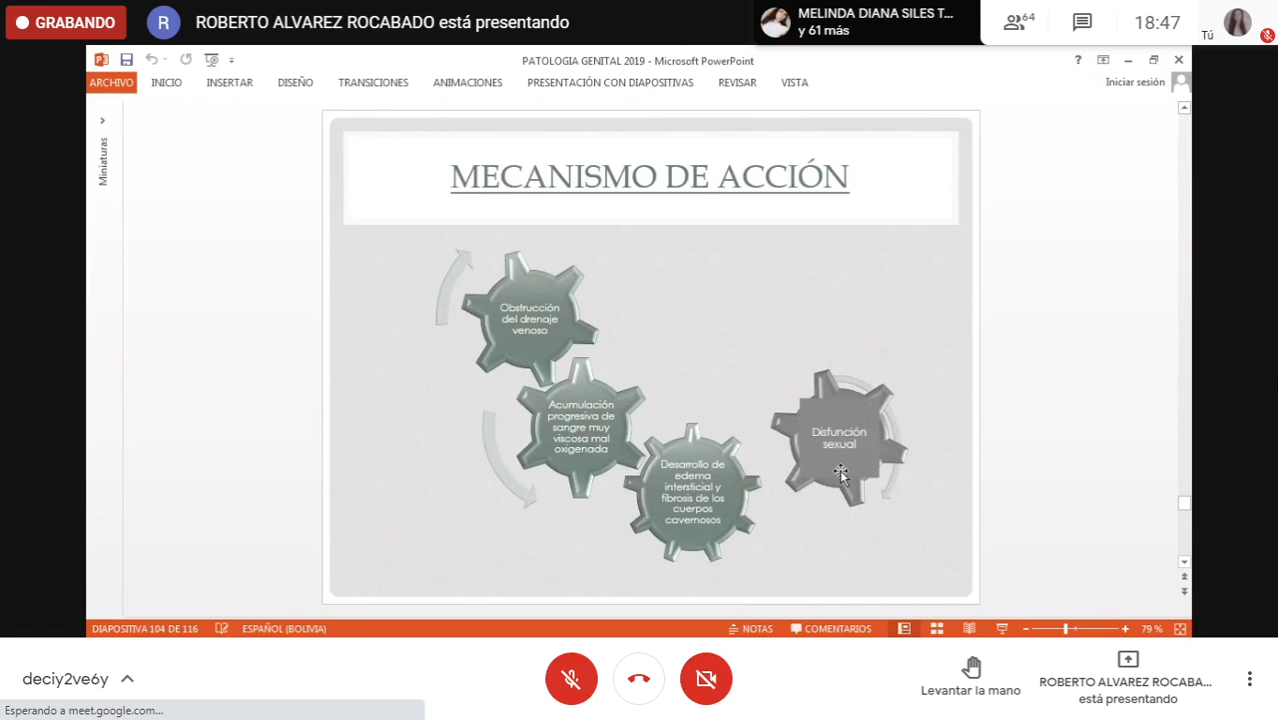 GRABANDO
R
ROBERTO ALVAREZ ROCABADO está presentando
MELINDA DIANA SILES T...
y 61 más
64
18:47
Tú
PATOLOGIA GENITAL 2019 - Microsoft PowerPoint
?
ARCHIVO
INICIO
INSERTAR
DISEÑO
TRANSICIONES
ANIMACIONES
PRESENTACIÓN CON DIAPOSITIVAS
REVISAR
VISTA
Iniciar sesión
Miniaturas
MECANISMO DE ACCIÓN
Obstrucción
del drenaje
venoso
Acumulación
progresiva de
sangre muy
viscosa mal
oxigenada
Desarrollo de
edema
intersticial y
fibrosis de los
cuerpos
cavernosos
Disfunción
sexual
DIAPOSITIVA 104 DE 116
ESPAÑOL (BOLIVIA)
NOTAS
COMENTARIOS
79 %
deciy2ve6y
Levantar la mano
ROBERTO ALVAREZ ROCABA...
está presentando
Esperando a meet.google.com...